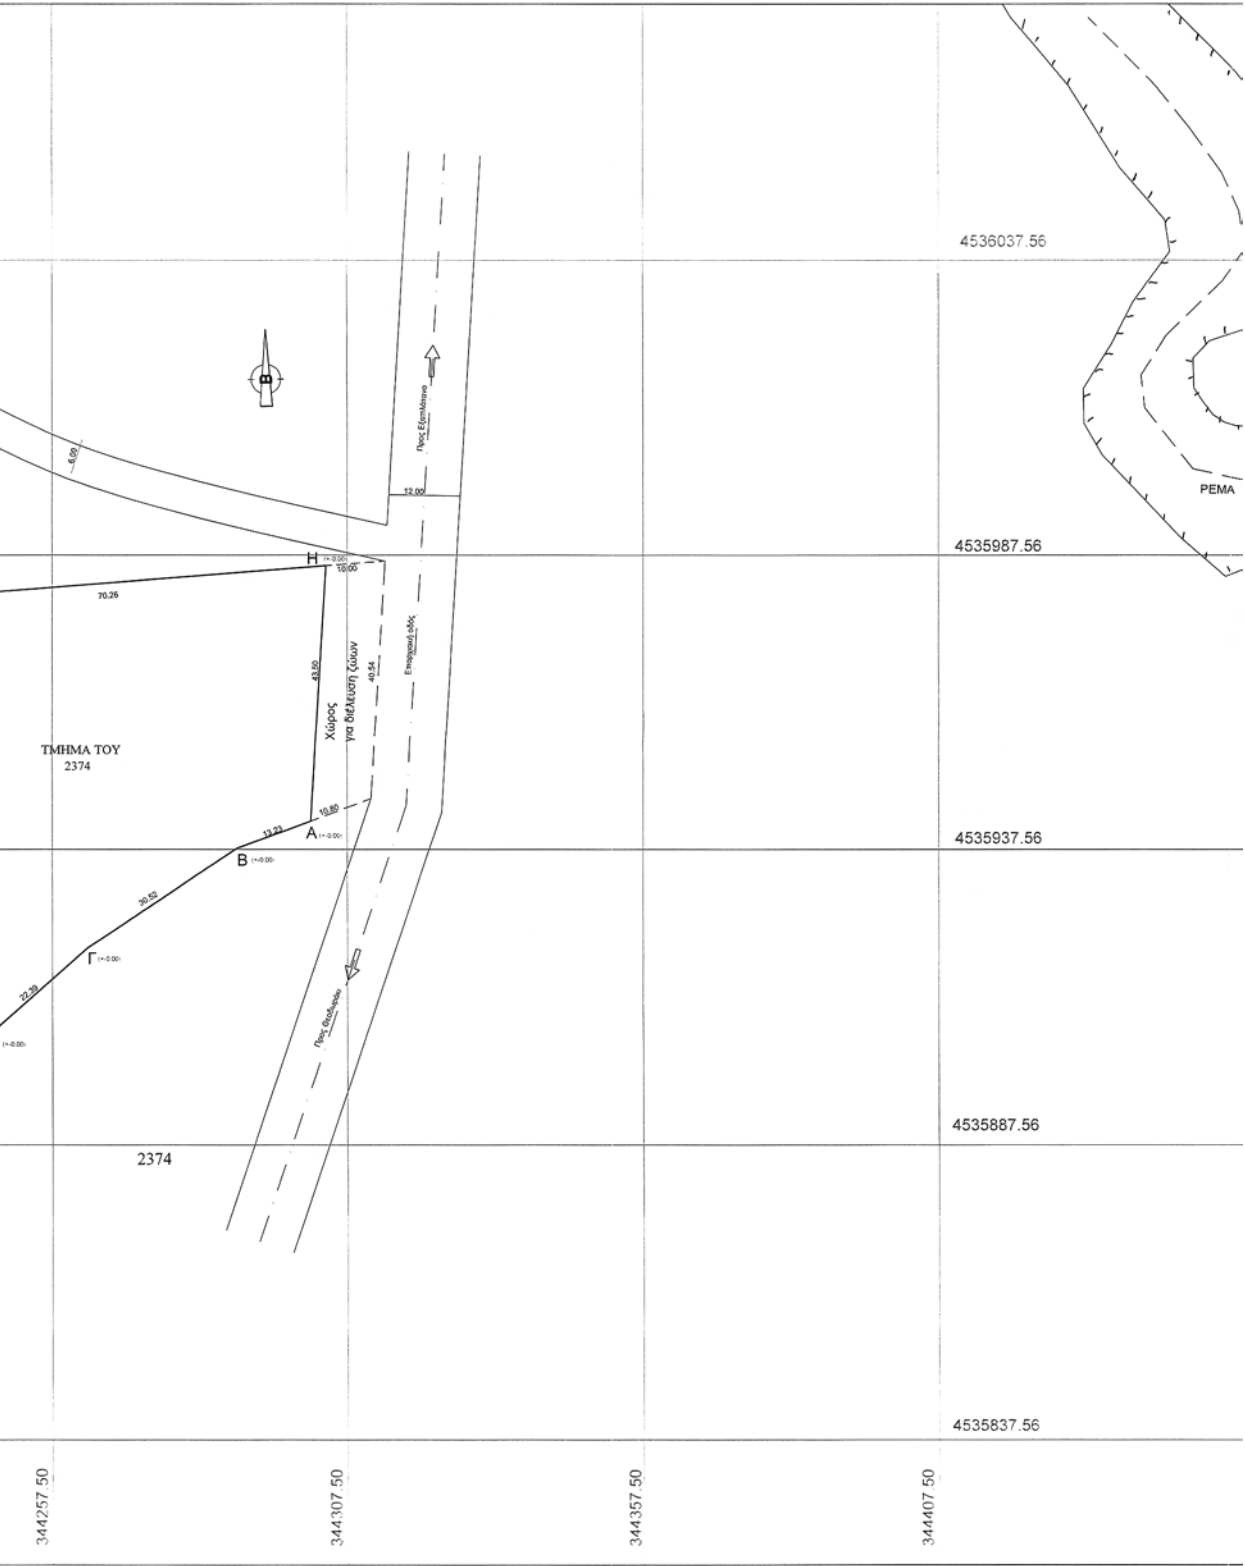 4536037.56
Β
Προς Εξαπλάτανο
6.00
12.00
ΡΕΜΑ
4535987.56
Η (+-0.00)
10.00
70.26
Επαρχιακή οδός
43.50
40.54
Χώρος
για διέλευση ζώων
ΤΜΗΜΑ ΤΟΥ
2374
10.80
13.23
Α (+-0.00)
4535937.56
Β (+-0.00)
30.52
Γ (+-0.00)
22.39
Προς Θεοδωράκι
(+-0.00)
4535887.56
2374
4535837.56
344257.50
344307.50
344357.50
344407.50